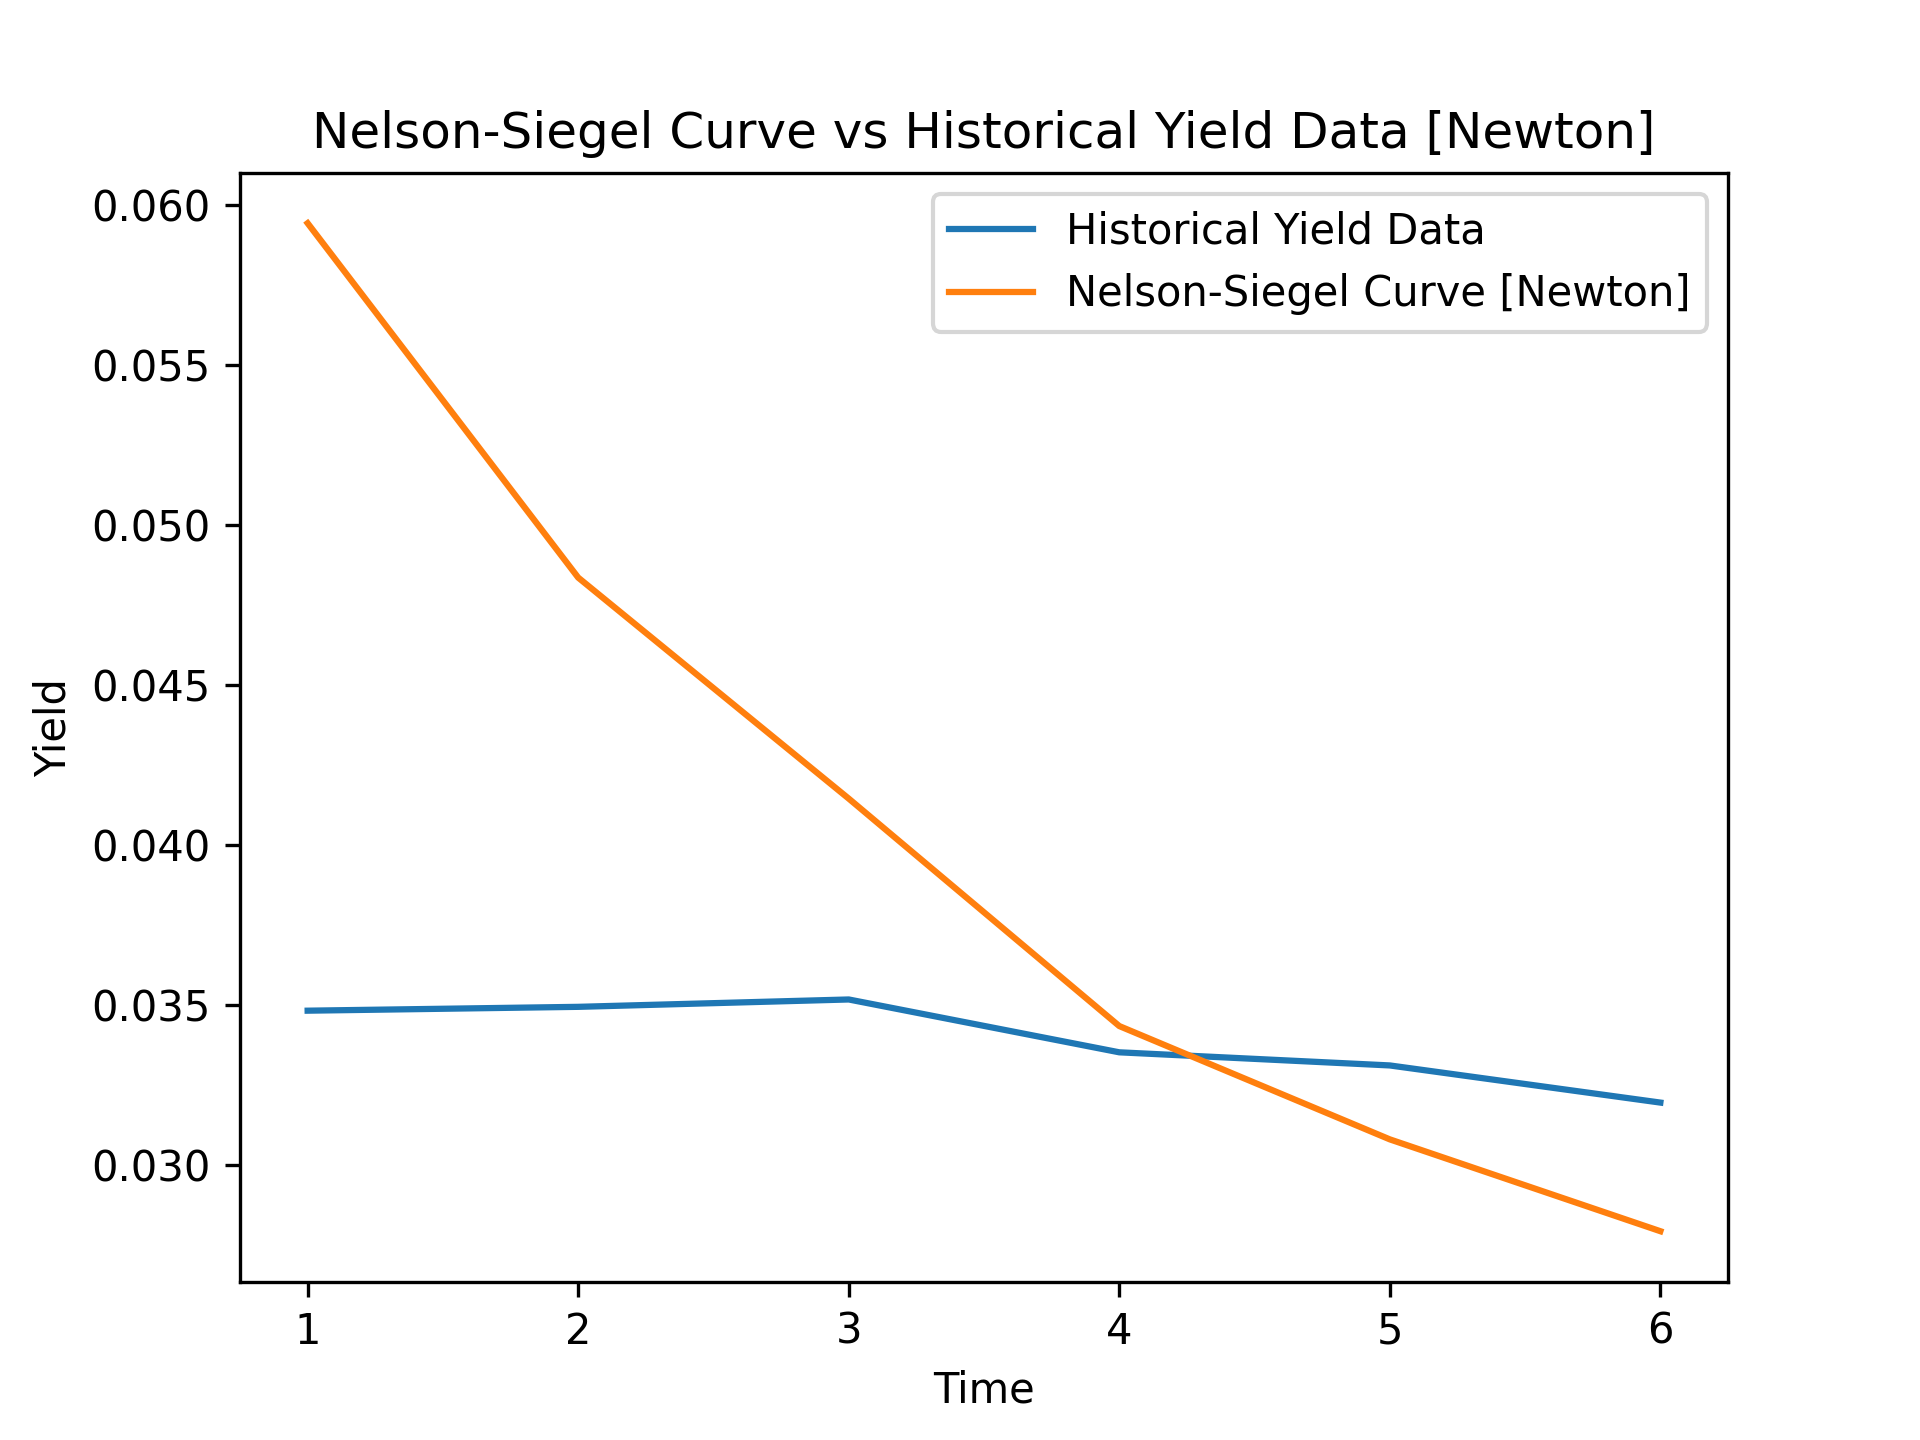 Nelson-Siegel Curve vs Historical Yield Data [Newton]
Historical Yield Data
Nelson-Siegel Curve [Newton]
0.060
0.055
0.050
0.045
0.040
0.035
0.030
Yield
1 2 3 4 5 6
Time